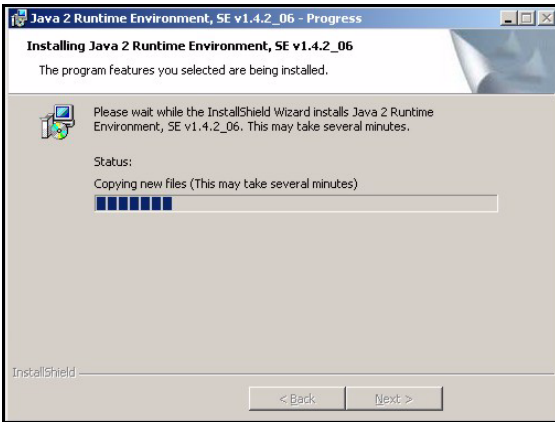 Java 2 Runtime Environment, SE v1.4.2_06 - Progress
Installing Java 2 Runtime Environment, SE v1.4.2_06
The program features you selected are being installed.
Please wait while the InstallShield Wizard installs Java 2 Runtime
Environment, SE v1.4.2_06. This may take several minutes.
Status:
Copying new files (This may take several minutes)
InstallShield
< Back
Next >